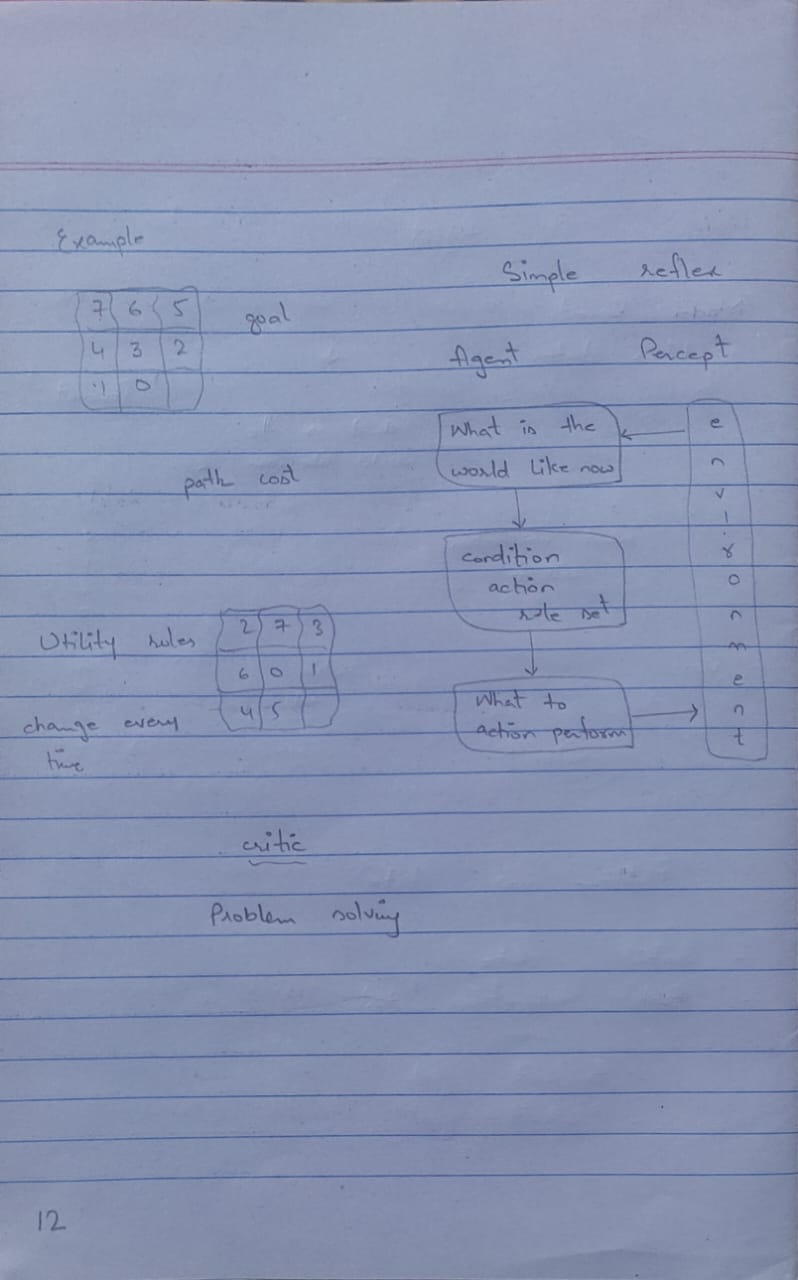 Example
7 6 5
4 3 2
1 0
goal
path cost
Utility rules
2 7 3
6 0 1
4 5
change every
time
critic
Problem solving
Simple reflex
Agent Percept
What is the
world like now
condition
action
role set
What to
action perform
environment
12